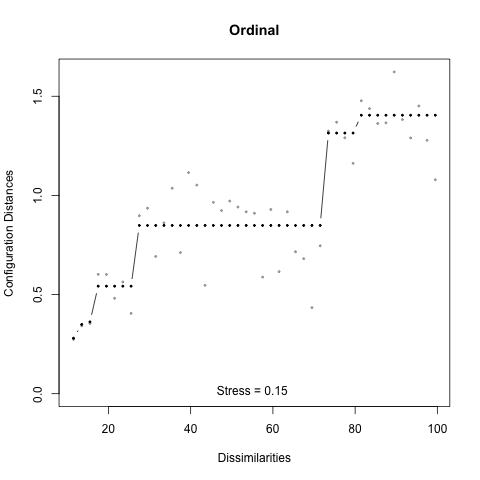 Ordinal
Configuration Distances
1.5
1.0
0.5
0.0
Stress = 0.15
20 40 60 80 100
Dissimilarities